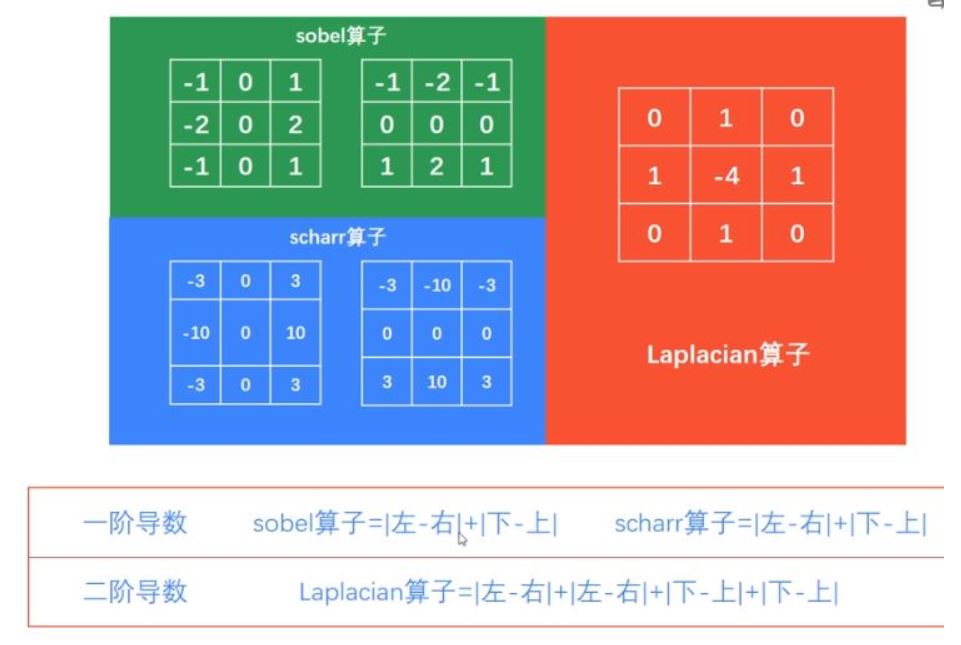 sobel算子
-1 0 1
-2 0 2
-1 0 1
-1 -2 -1
0 0 0
1 2 1
scharr算子
-3 0 3
-10 0 10
-3 0 3
-3 -10 -3
0 0 0
3 10 3
0 1 0
1 -4 1
0 1 0
Laplacian算子
一阶导数 sobel算子=|左-右|+|下-上| scharr算子=|左-右|+|下-上|
二阶导数 Laplacian算子=|左-右|+|左-右|+|下-上|+|下-上|